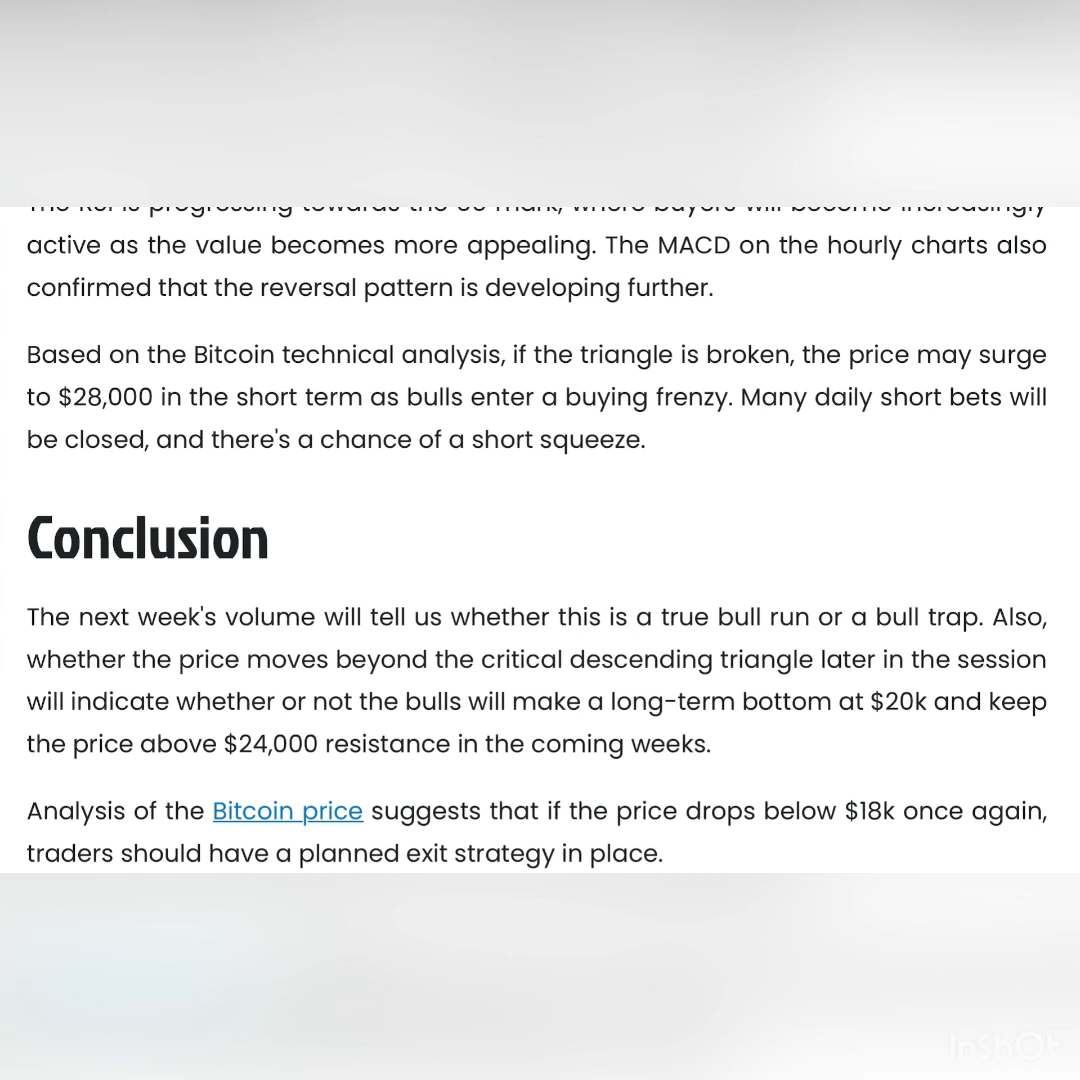 active as the value becomes more appealing. The MACD on the hourly charts also
confirmed that the reversal pattern is developing further.
Based on the Bitcoin technical analysis, if the triangle is broken, the price may surge
to $28,000 in the short term as bulls enter a buying frenzy. Many daily short bets will
be closed, and there's a chance of a short squeeze.
Conclusion
The next week's volume will tell us whether this is a true bull run or a bull trap. Also,
whether the price moves beyond the critical descending triangle later in the session
will indicate whether or not the bulls will make a long-term bottom at $20k and keep
the price above $24,000 resistance in the coming weeks.
Analysis of the Bitcoin price suggests that if the price drops below $18k once again,
traders should have a planned exit strategy in place.
InShOt